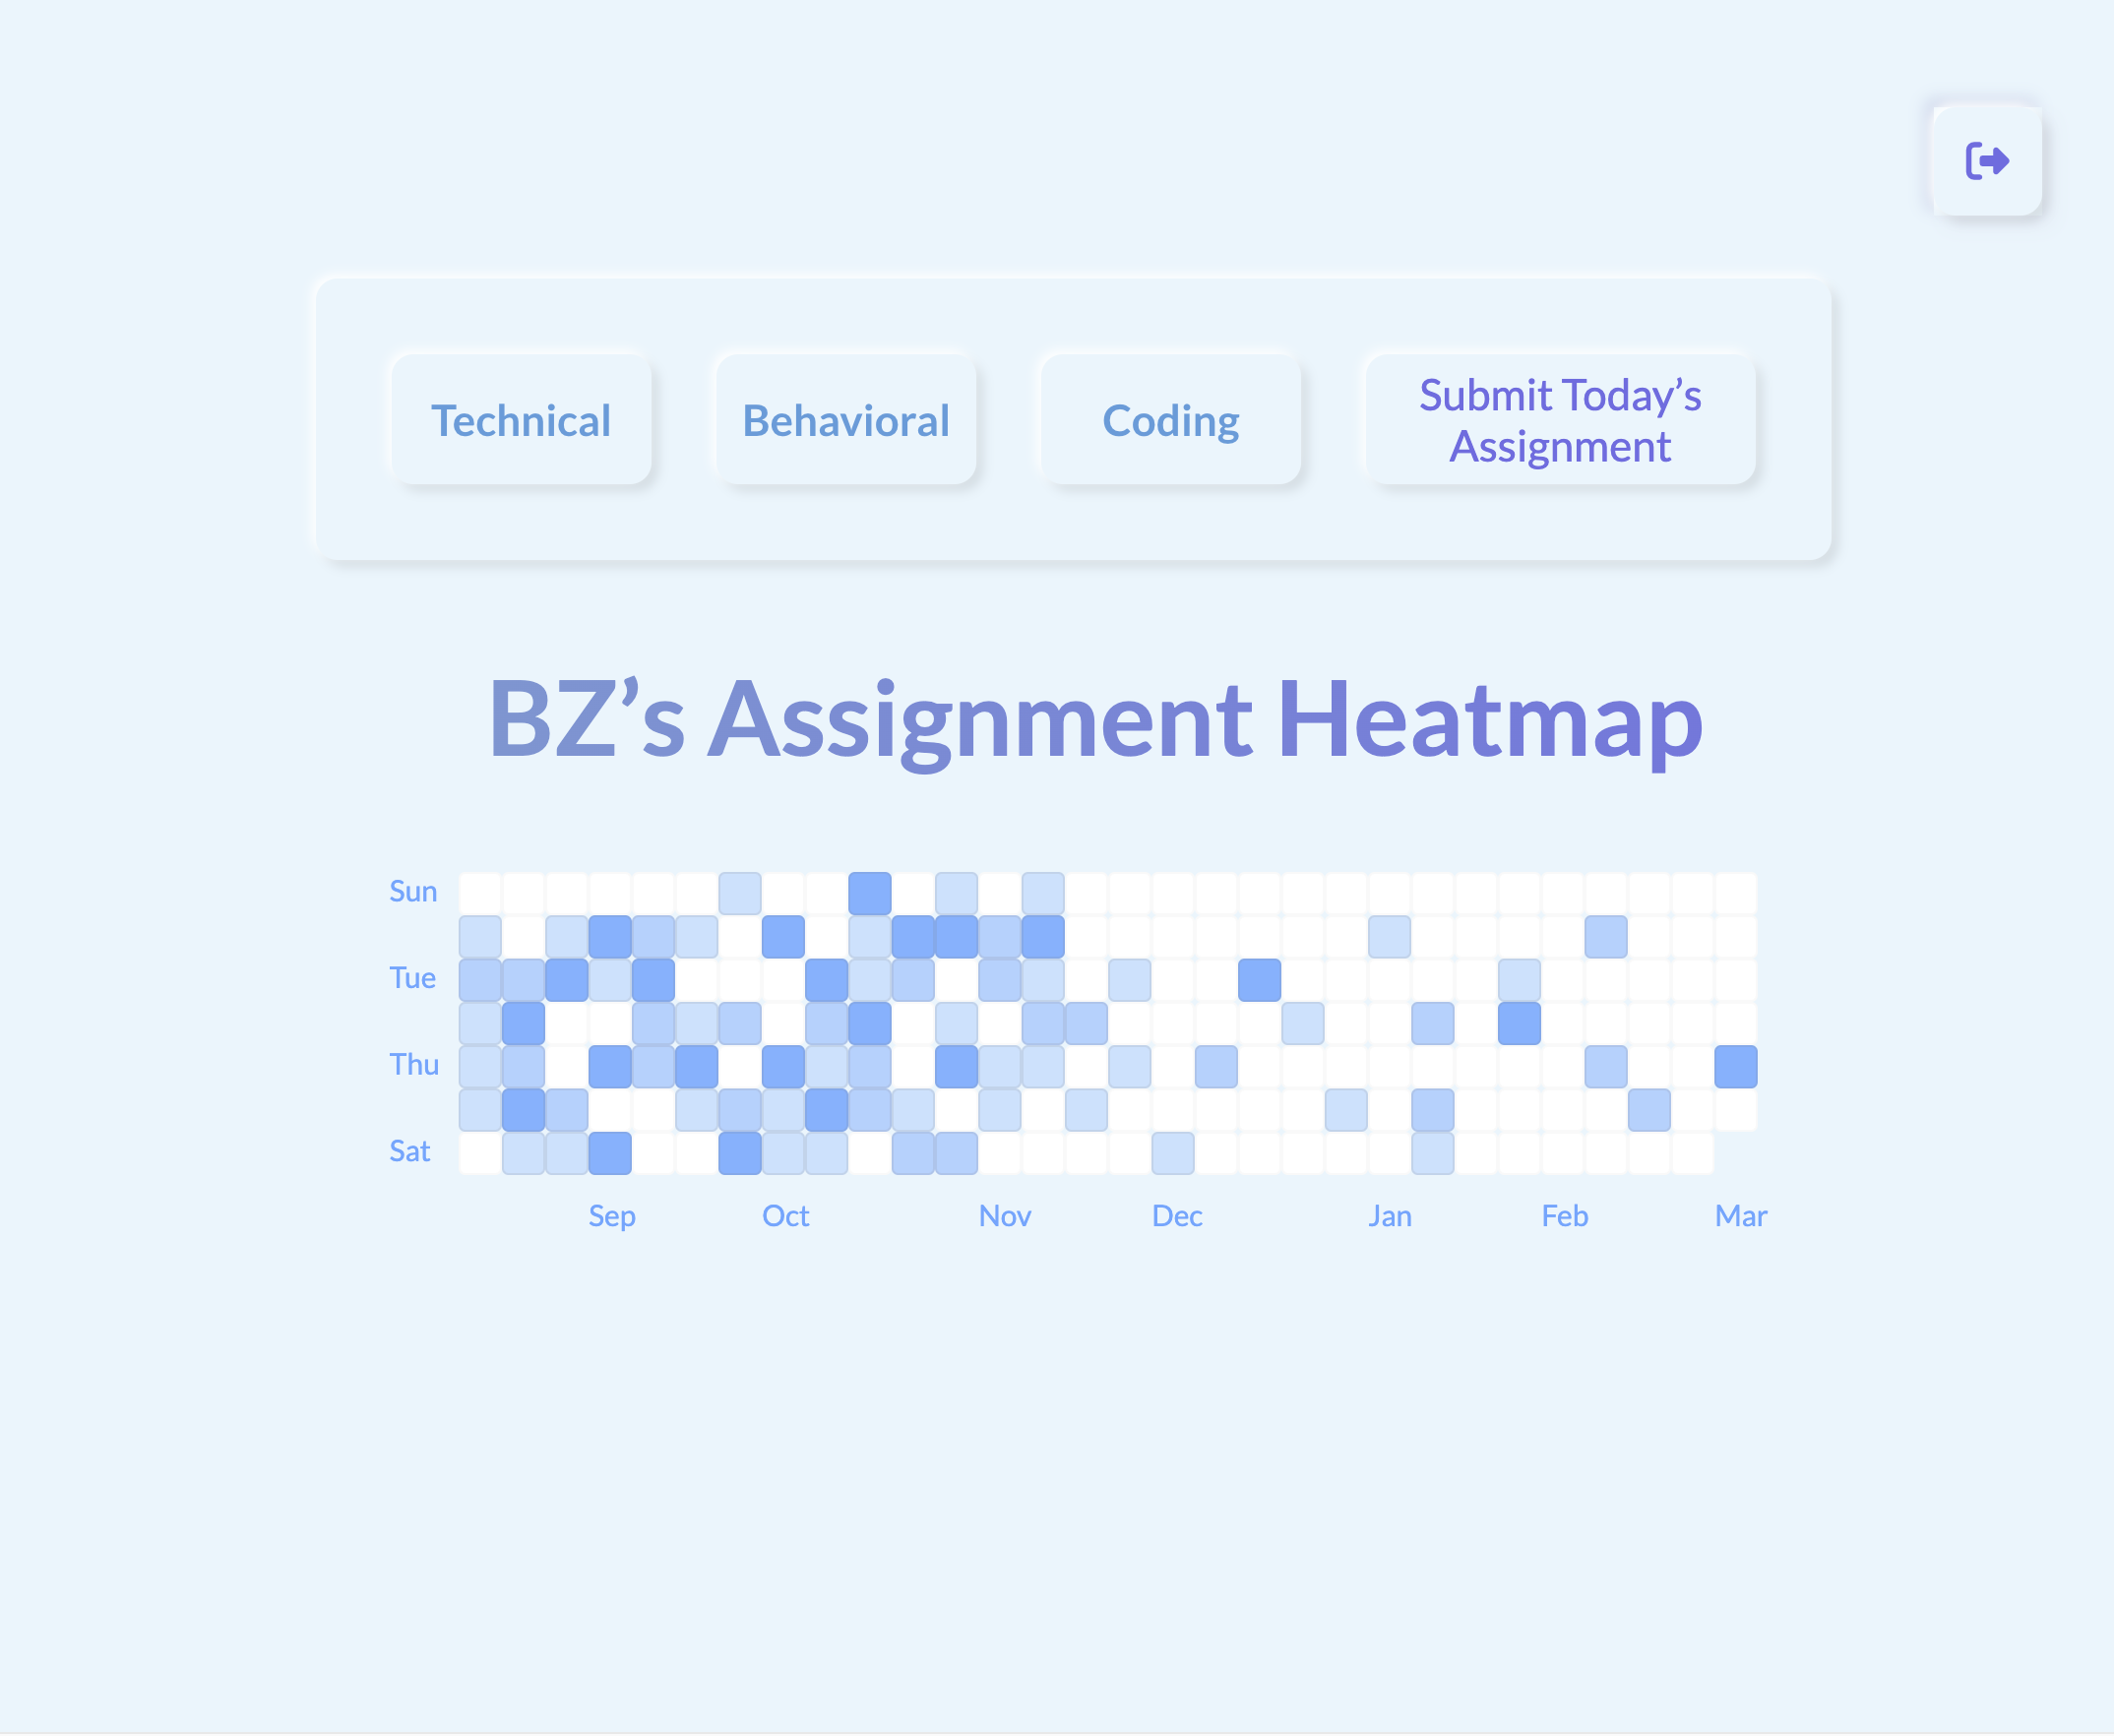 Technical
Behavioral
Coding
Submit Today’s
Assignment
BZ’s Assignment Heatmap
Sun
Tue
Thu
Sat
Sep
Oct
Nov
Dec
Jan
Feb
Mar